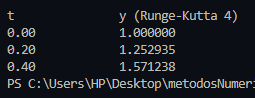 t y (Runge-Kutta 4)
0.00 1.000000
0.20 1.252935
0.40 1.571238
PS C:\Users\HP\Desktop\metodosNumeri